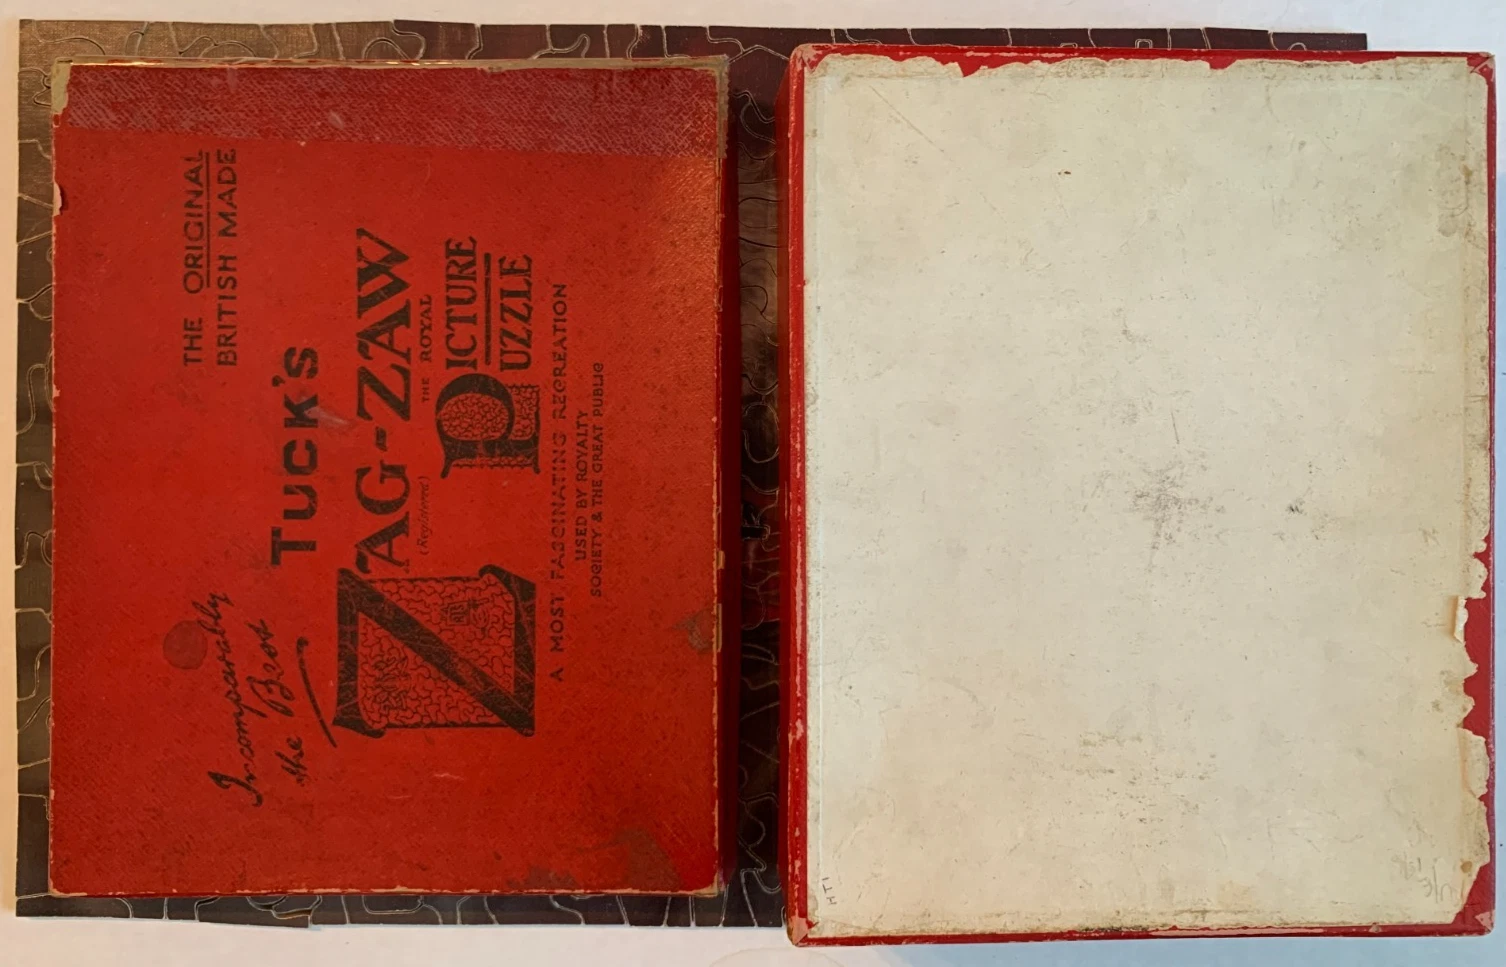 THE ORIGINAL
BRITISH MADE
Incomparably
the Best
TUCK'S
ZAG-ZAW
(Registered) THE ROYAL
PICTURE
PUZZLE
A MOST FASCINATING RECREATION
USED BY ROYALTY
SOCIETY & THE GREAT PUBLIC